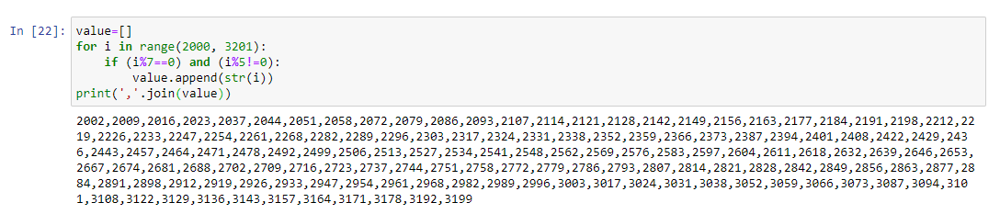 In [22]: value=[]
for i in range(2000, 3201):
    if (i%7==0) and (i%5!=0):
        value.append(str(i))
print(','.join(value))
2002,2009,2016,2023,2037,2044,2051,2058,2072,2079,2086,2093,2107,2114,2121,2128,2142,2149,2156,2163,2177,2184,2191,2198,2212,22
19,2226,2233,2247,2254,2261,2268,2282,2289,2296,2303,2317,2324,2331,2338,2352,2359,2366,2373,2387,2394,2401,2408,2422,2429,243
6,2443,2457,2464,2471,2478,2492,2499,2506,2513,2527,2534,2541,2548,2562,2569,2576,2583,2597,2604,2611,2618,2632,2639,2646,2653,
2667,2674,2681,2688,2702,2709,2716,2723,2737,2744,2751,2758,2772,2779,2786,2793,2807,2814,2821,2828,2842,2849,2856,2863,2877,28
84,2891,2898,2912,2919,2926,2933,2947,2954,2961,2968,2982,2989,2996,3003,3017,3024,3031,3038,3052,3059,3066,3073,3087,3094,310
1,3108,3122,3129,3136,3143,3157,3164,3171,3178,3192,3199